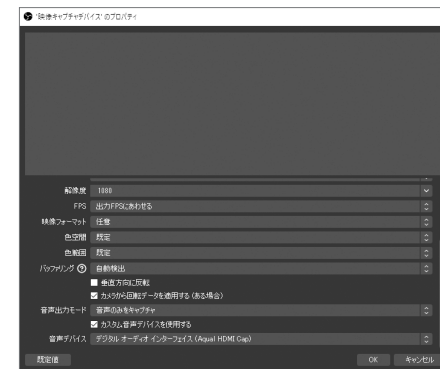 '映像キャプチャデバイス' のプロパティ
解像度 1080
FPS 出力FPSにあわせる
映像フォーマット 任意
色空間 既定
色範囲 既定
バッファリング ? 自動検出
垂直方向に反転
カメラから回転データを適用する (ある場合)
音声出力モード 音声のみをキャプチャ
カスタム音声デバイスを使用する
音声デバイス デジタル オーディオ インターフェイス (Aqual HDMI Cap)
既定値 OK キャンセル